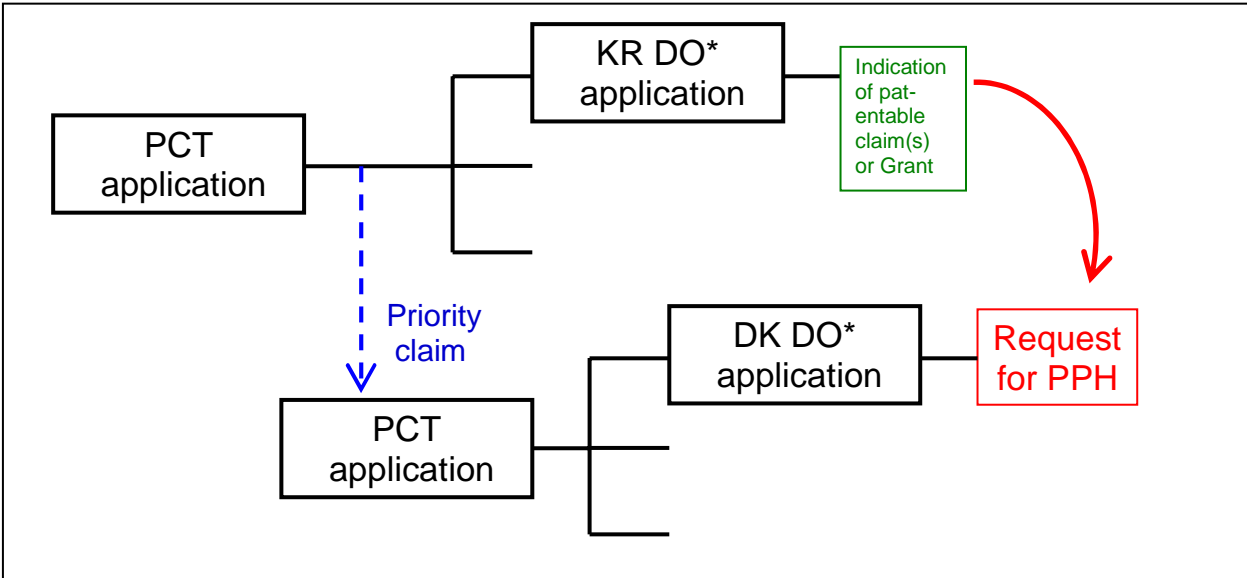 KR DO*
application
Indication
of pat-
entable
claim(s)
or Grant
PCT
application
Priority
claim
DK DO*
application
Request
for PPH
PCT
application